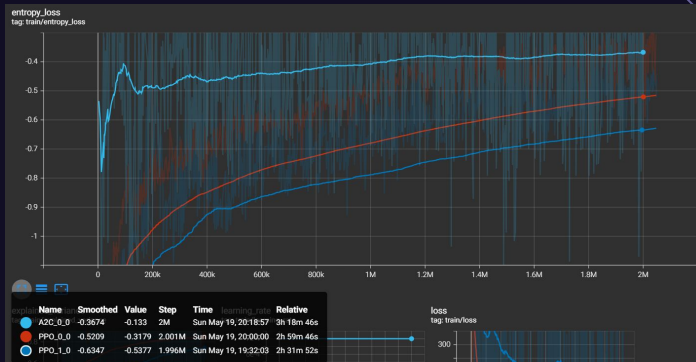 entropy_loss
tag: train/entropy_loss
-0.4
-0.5
-0.6
-0.7
-0.8
-0.9
-1
0 200k 400k 600k 800k 1M 1.2M 1.4M 1.6M 1.8M 2M
learning_rate
loss
tag: train/loss
300
Name Smoothed Value Step Time Relative
A2C_0_0 -0.3674 -0.133 2M Sun May 19, 20:18:57 3h 18m 46s
PPO_0_0 -0.5209 -0.3179 2.001M Sun May 19, 20:00:00 2h 59m 46s
PPO_1_0 -0.6347 -0.5377 1.996M Sun May 19, 19:32:03 2h 31m 52s